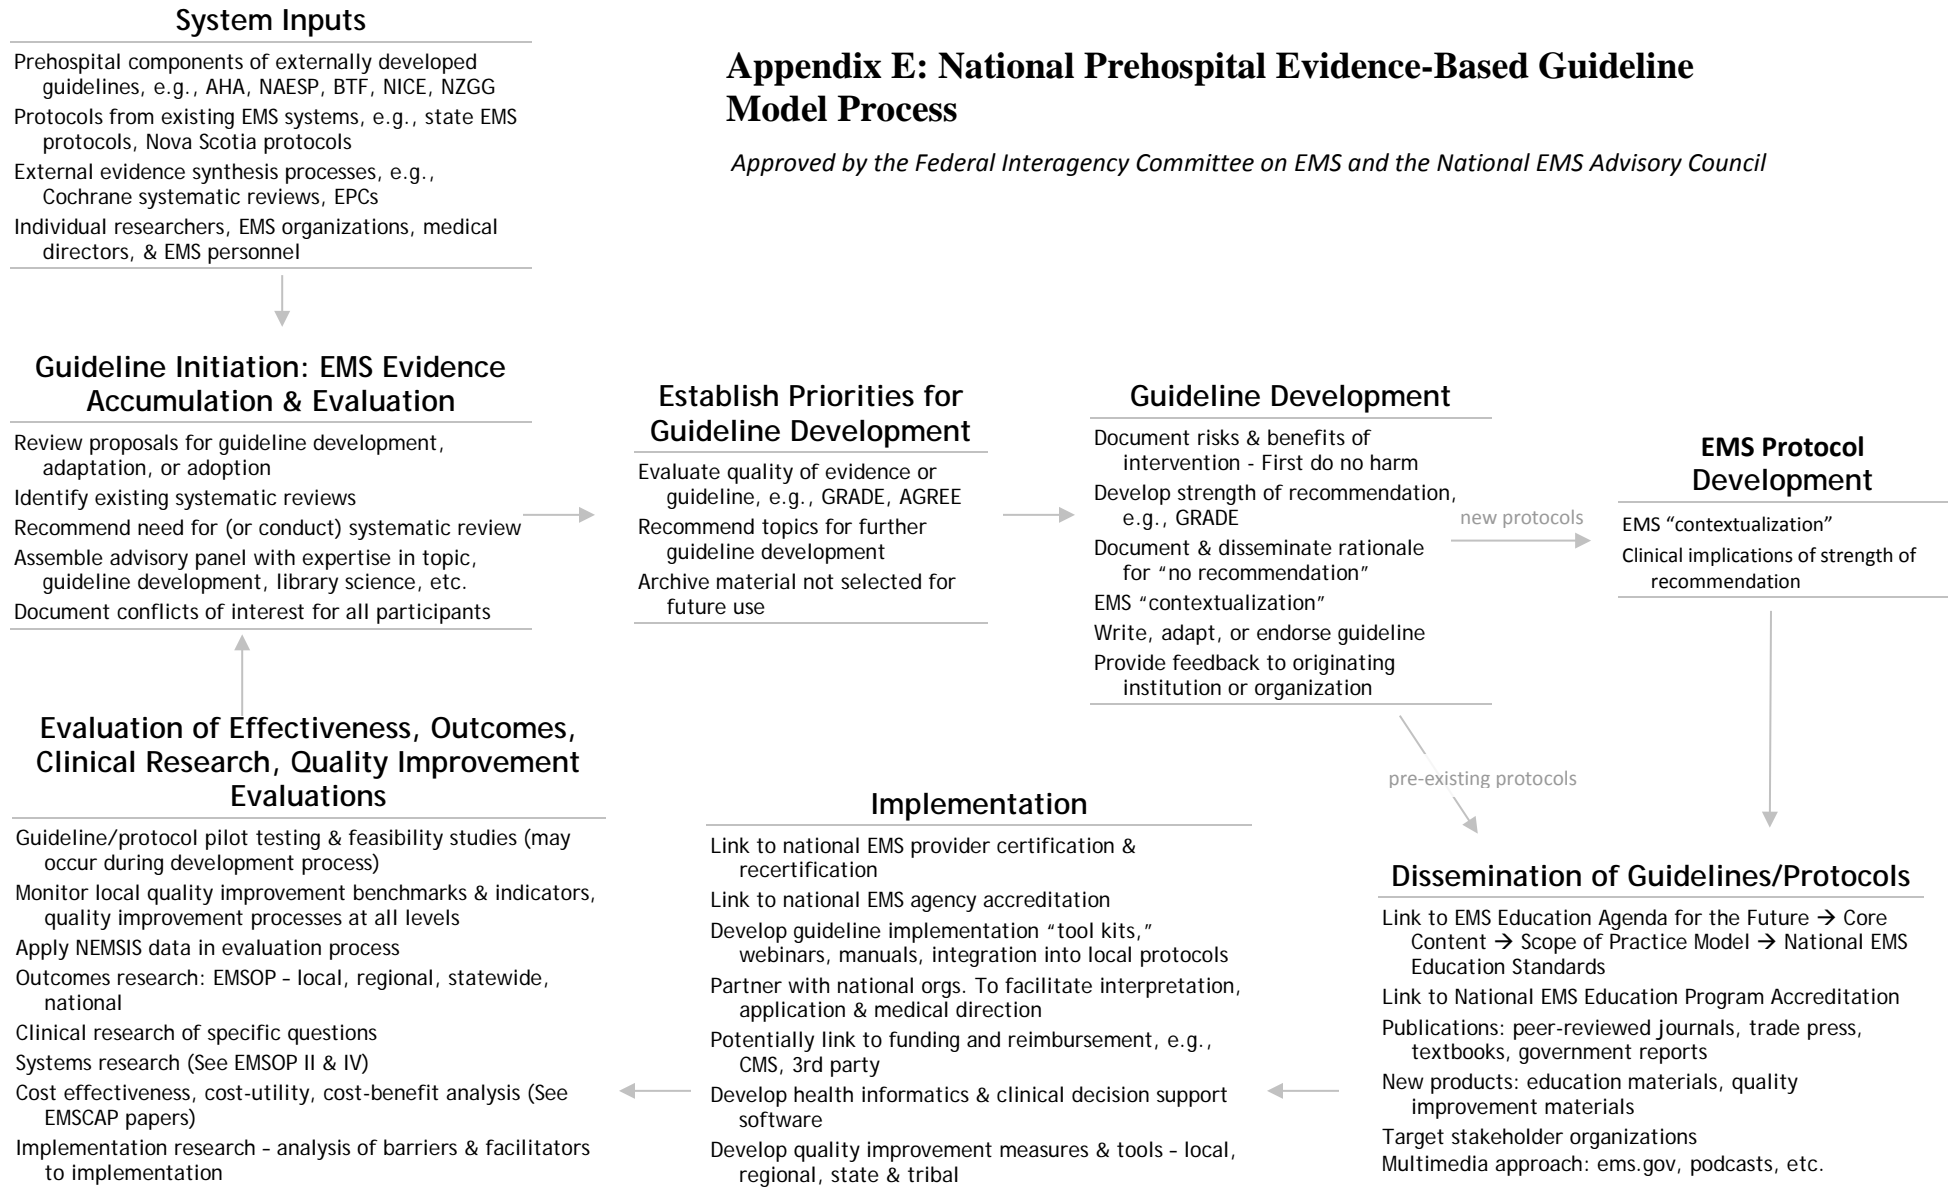 System Inputs
Prehospital components of externally developed
guidelines, e.g., AHA, NAESP, BTF, NICE, NZGG
Protocols from existing EMS systems, e.g., state EMS
protocols, Nova Scotia protocols
External evidence synthesis processes, e.g.,
Cochrane systematic reviews, EPCs
Individual researchers, EMS organizations, medical
directors, & EMS personnel
Appendix E: National Prehospital Evidence-Based Guideline
Model Process
Approved by the Federal Interagency Committee on EMS and the National EMS Advisory Council
Guideline Initiation: EMS Evidence
Accumulation & Evaluation
Review proposals for guideline development,
adaptation, or adoption
Identify existing systematic reviews
Recommend need for (or conduct) systematic review
Assemble advisory panel with expertise in topic,
guideline development, library science, etc.
Document conflicts of interest for all participants
Establish Priorities for
Guideline Development
Evaluate quality of evidence or
guideline, e.g., GRADE, AGREE
Recommend topics for further
guideline development
Archive material not selected for
future use
Guideline Development
Document risks & benefits of
intervention - First do no harm
Develop strength of recommendation,
e.g., GRADE
Document & disseminate rationale
for “no recommendation”
EMS “contextualization”
Write, adapt, or endorse guideline
Provide feedback to originating
institution or organization
new protocols
EMS Protocol
Development
EMS “contextualization”
Clinical implications of strength of
recommendation
pre-existing protocols
Dissemination of Guidelines/Protocols
Link to EMS Education Agenda for the Future → Core
Content → Scope of Practice Model → National EMS
Education Standards
Link to National EMS Education Program Accreditation
Publications: peer-reviewed journals, trade press,
textbooks, government reports
New products: education materials, quality
improvement materials
Target stakeholder organizations
Multimedia approach: ems.gov, podcasts, etc.
Implementation
Link to national EMS provider certification &
recertification
Link to national EMS agency accreditation
Develop guideline implementation “tool kits,”
webinars, manuals, integration into local protocols
Partner with national orgs. To facilitate interpretation,
application & medical direction
Potentially link to funding and reimbursement, e.g.,
CMS, 3rd party
Develop health informatics & clinical decision support
software
Develop quality improvement measures & tools – local,
regional, state & tribal
Evaluation of Effectiveness, Outcomes,
Clinical Research, Quality Improvement
Evaluations
Guideline/protocol pilot testing & feasibility studies (may
occur during development process)
Monitor local quality improvement benchmarks & indicators,
quality improvement processes at all levels
Apply NEMSIS data in evaluation process
Outcomes research: EMSOP – local, regional, statewide,
national
Clinical research of specific questions
Systems research (See EMSOP II & IV)
Cost effectiveness, cost-utility, cost-benefit analysis (See
EMSCAP papers)
Implementation research – analysis of barriers & facilitators
to implementation